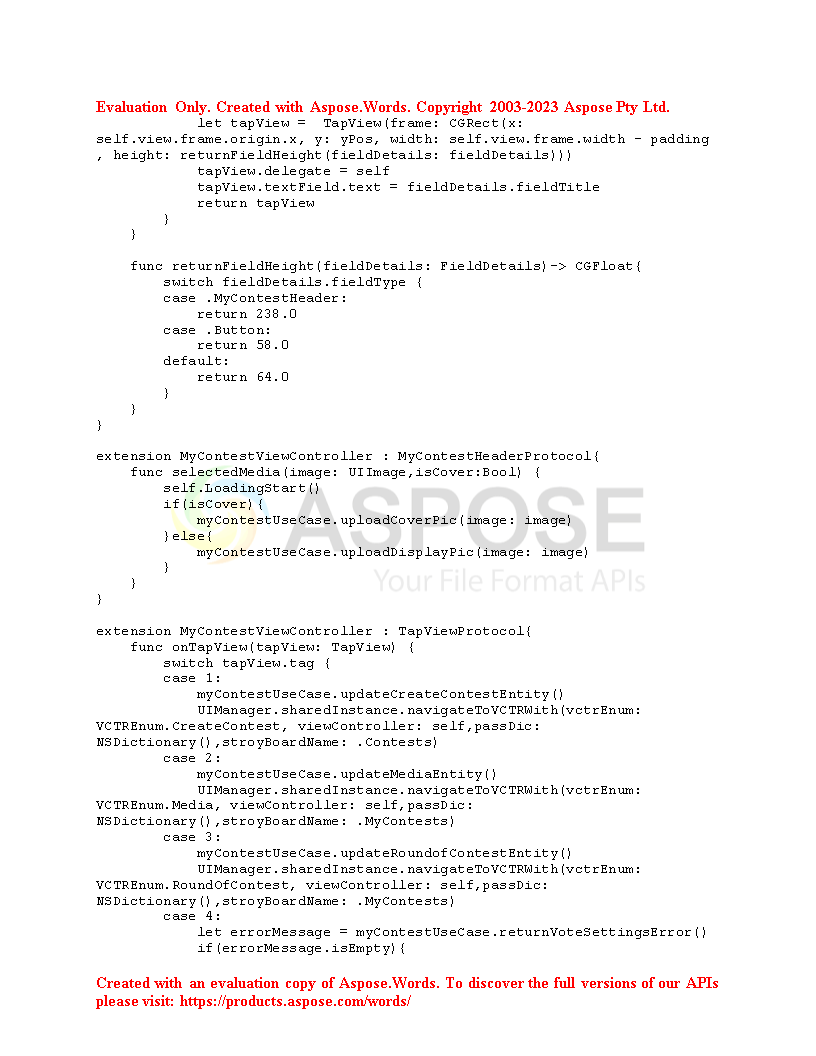 Evaluation Only. Created with Aspose.Words. Copyright 2003-2023 Aspose Pty Ltd.
            let tapView =  TapView(frame: CGRect(x:
self.view.frame.origin.x, y: yPos, width: self.view.frame.width - padding
, height: returnFieldHeight(fieldDetails: fieldDetails)))
            tapView.delegate = self
            tapView.textField.text = fieldDetails.fieldTitle
            return tapView
        }
    }

    func returnFieldHeight(fieldDetails: FieldDetails)-> CGFloat{
        switch fieldDetails.fieldType {
        case .MyContestHeader:
            return 238.0
        case .Button:
            return 58.0
        default:
            return 64.0
        }
    }
}

extension MyContestViewController : MyContestHeaderProtocol{
    func selectedMedia(image: UIImage,isCover:Bool) {
        self.LoadingStart()
        if(isCover){
            myContestUseCase.uploadCoverPic(image: image)
        }else{
            myContestUseCase.uploadDisplayPic(image: image)
        }
    }
}
ASPOSE
Your File Format APIs

extension MyContestViewController : TapViewProtocol{
    func onTapView(tapView: TapView) {
        switch tapView.tag {
        case 1:
            myContestUseCase.updateCreateContestEntity()
            UIManager.sharedInstance.navigateToVCTRWith(vctrEnum:
VCTREnum.CreateContest, viewController: self,passDic:
NSDictionary(),stroyBoardName: .Contests)
        case 2:
            myContestUseCase.updateMediaEntity()
            UIManager.sharedInstance.navigateToVCTRWith(vctrEnum:
VCTREnum.Media, viewController: self,passDic:
NSDictionary(),stroyBoardName: .MyContests)
        case 3:
            myContestUseCase.updateRoundofContestEntity()
            UIManager.sharedInstance.navigateToVCTRWith(vctrEnum:
VCTREnum.RoundOfContest, viewController: self,passDic:
NSDictionary(),stroyBoardName: .MyContests)
        case 4:
            let errorMessage = myContestUseCase.returnVoteSettingsError()
            if(errorMessage.isEmpty){
Created with an evaluation copy of Aspose.Words. To discover the full versions of our APIs
please visit: https://products.aspose.com/words/